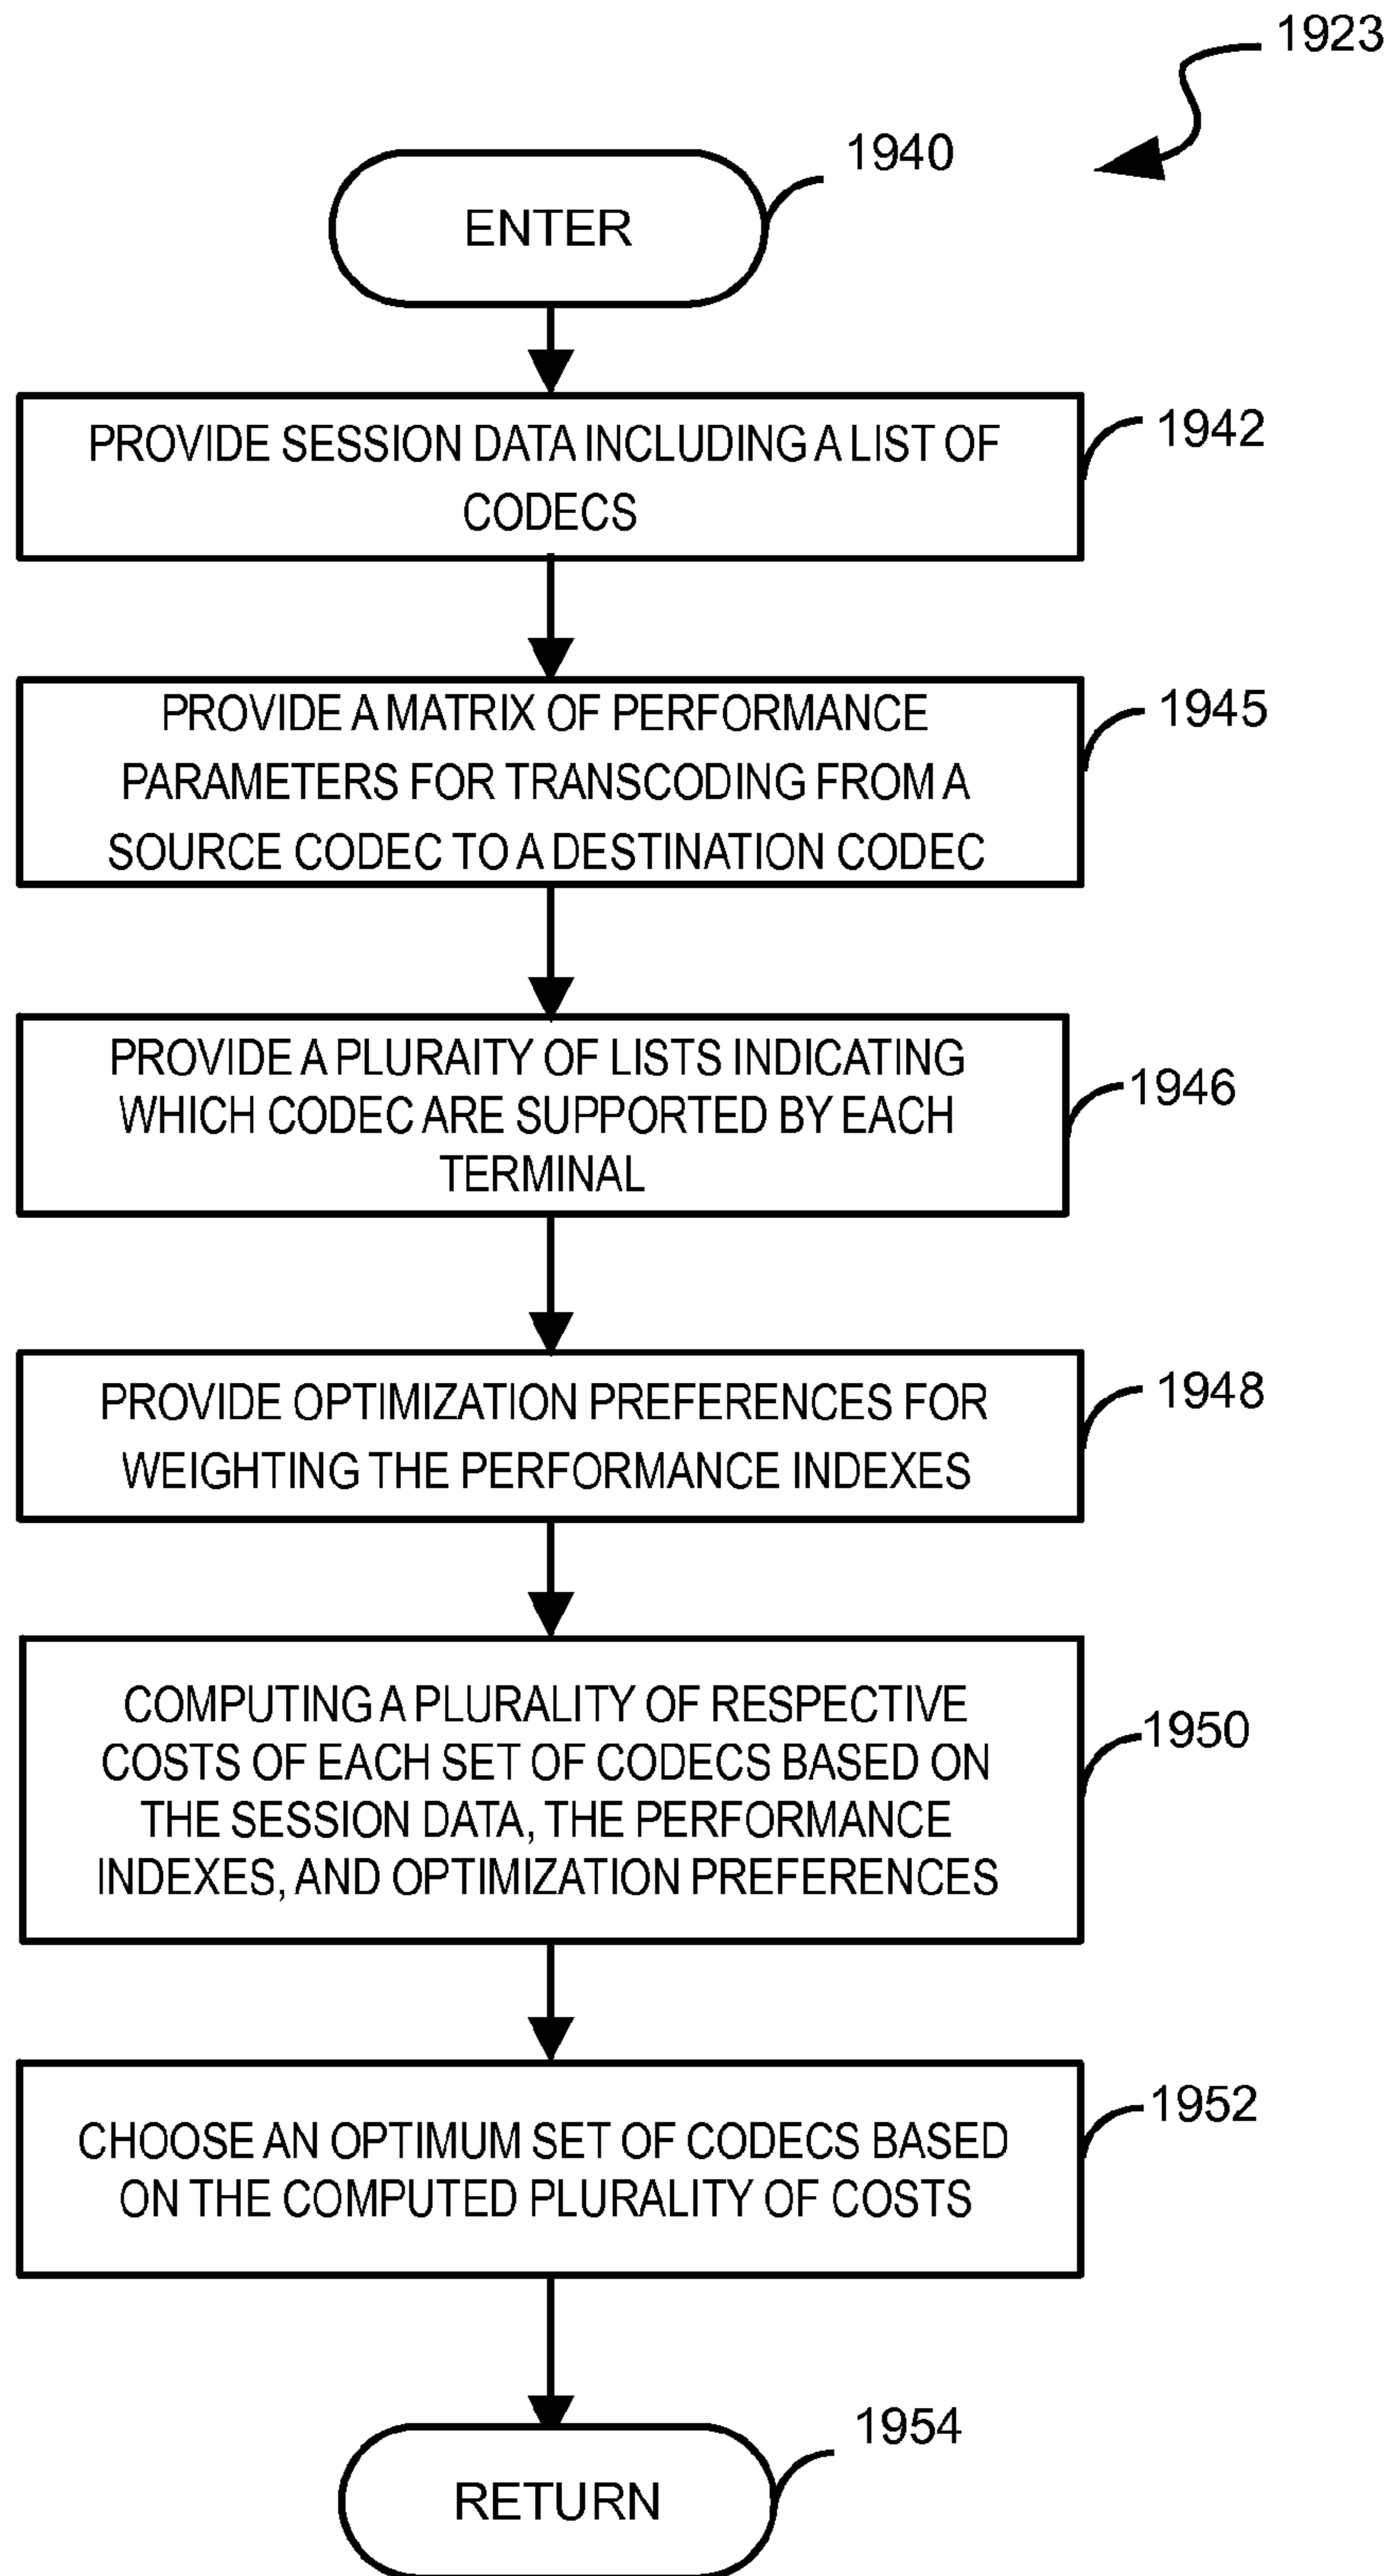 1923
1940
ENTER
1942
PROVIDE SESSION DATA INCLUDING A LIST OF
CODECS
1945
PROVIDE A MATRIX OF PERFORMANCE
PARAMETERS FOR TRANSCODING FROM A
SOURCE CODEC TO A DESTINATION CODEC
1946
PROVIDE A PLURAITY OF LISTS INDICATING
WHICH CODEC ARE SUPPORTED BY EACH
TERMINAL
1948
PROVIDE OPTIMIZATION PREFERENCES FOR
WEIGHTING THE PERFORMANCE INDEXES
1950
COMPUTING A PLURALITY OF RESPECTIVE
COSTS OF EACH SET OF CODECS BASED ON
THE SESSION DATA, THE PERFORMANCE
INDEXES, AND OPTIMIZATION PREFERENCES
1952
CHOOSE AN OPTIMUM SET OF CODECS BASED
ON THE COMPUTED PLURALITY OF COSTS
1954
RETURN